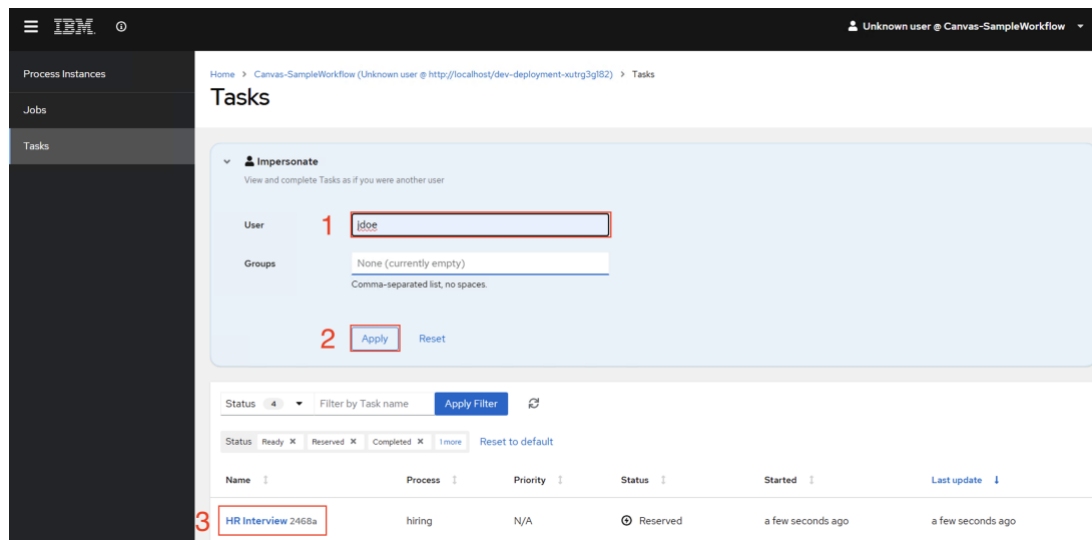 IBM
Unknown user @ Canvas-SampleWorkflow
Process Instances
Jobs
Tasks
Home > Canvas-SampleWorkflow (Unknown user @ http://localhost/dev-deployment-xutrg3g182) > Tasks
Tasks
Impersonate
View and complete Tasks as if you were another user
User 1 jdoe
Groups None (currently empty)
Comma-separated list, no spaces.
2 Apply Reset
Status 4 Filter by Task name Apply Filter
Status Ready × Reserved × Completed × 1 more Reset to default
Name Process Priority Status Started Last update
3 HR Interview 2468a hiring N/A Reserved a few seconds ago a few seconds ago